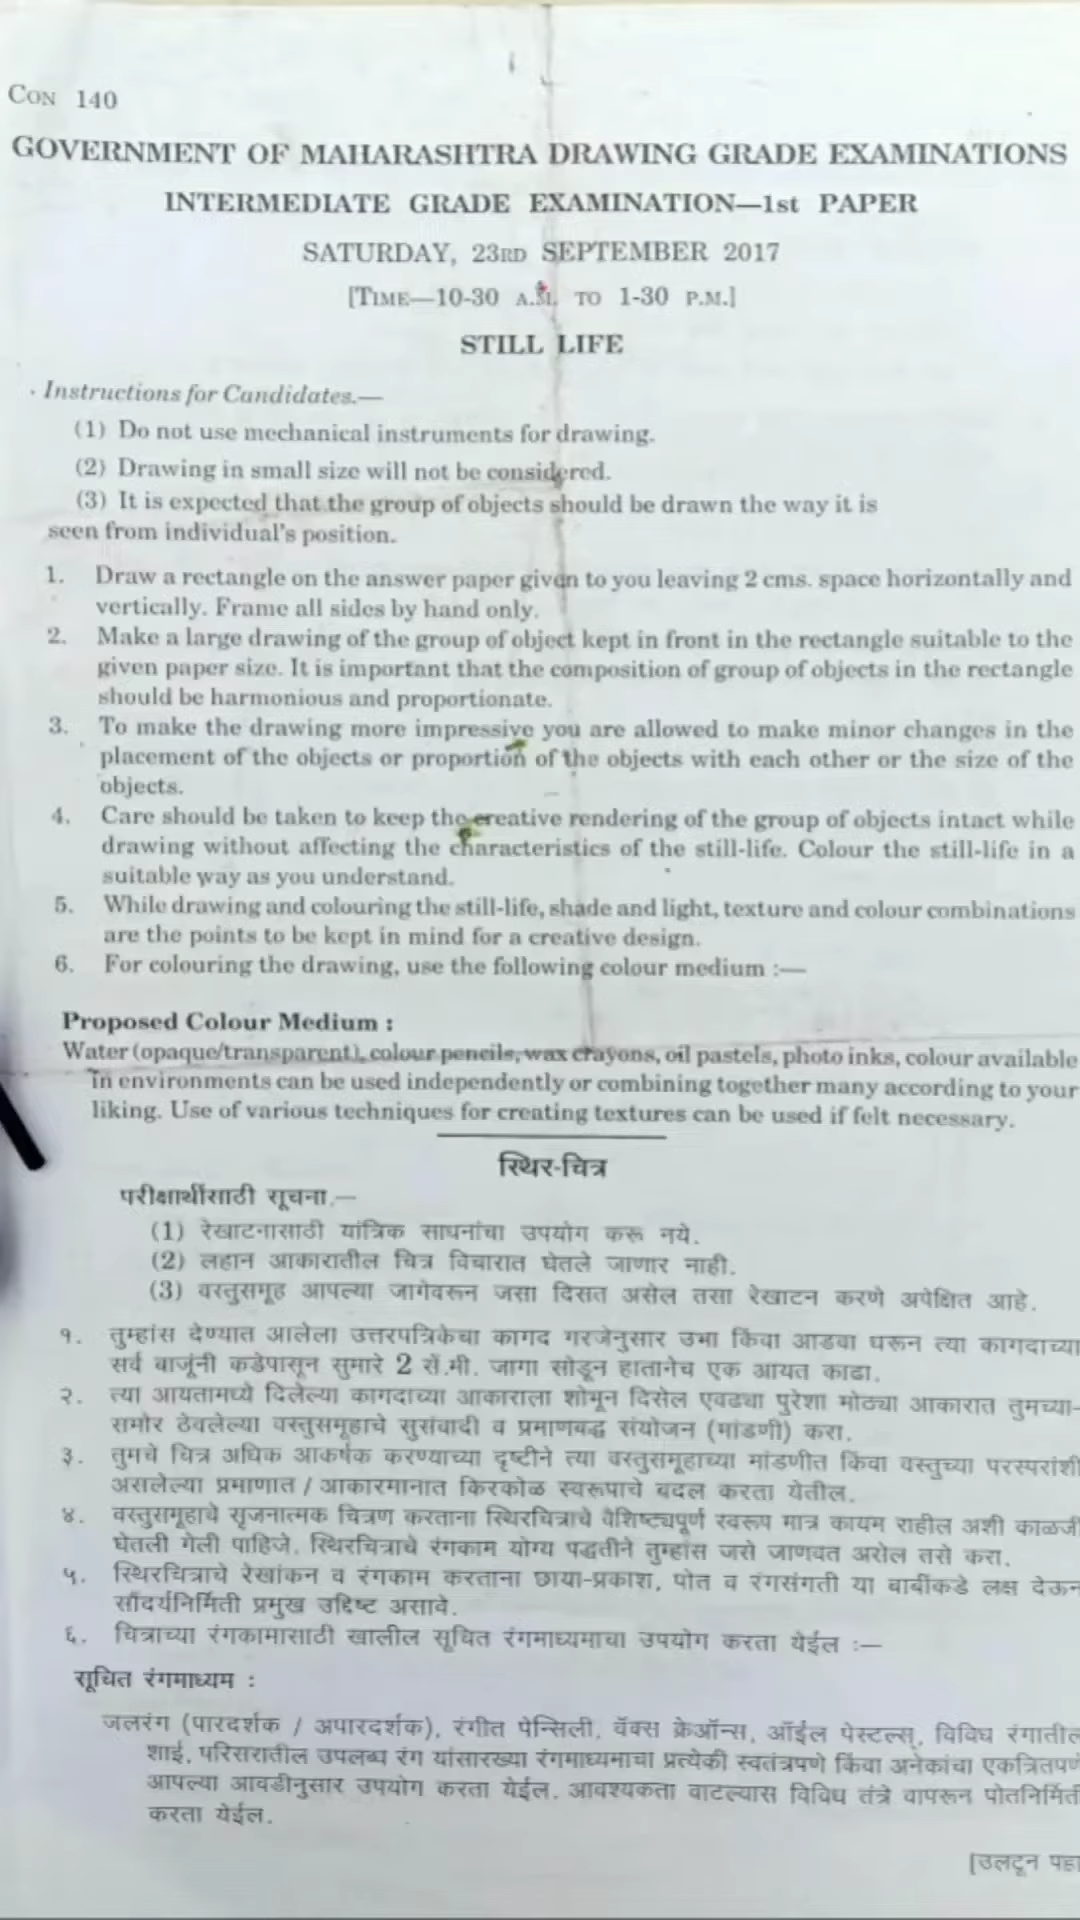 CON 140
GOVERNMENT OF MAHARASHTRA DRAWING GRADE EXAMINATIONS
INTERMEDIATE GRADE EXAMINATION—1st PAPER
SATURDAY, 23RD SEPTEMBER 2017
[TIME—10-30 A.M. TO 1-30 P.M.]
STILL LIFE
Instructions for Candidates.—
(1) Do not use mechanical instruments for drawing.
(2) Drawing in small size will not be considered.
(3) It is expected that the group of objects should be drawn the way it is
seen from individual's position.
1. Draw a rectangle on the answer paper given to you leaving 2 cms. space horizontally and
vertically. Frame all sides by hand only.
2. Make a large drawing of the group of object kept in front in the rectangle suitable to the
given paper size. It is important that the composition of group of objects in the rectangle
should be harmonious and proportionate.
3. To make the drawing more impressive you are allowed to make minor changes in the
placement of the objects or proportion of the objects with each other or the size of the
objects.
4. Care should be taken to keep the creative rendering of the group of objects intact while
drawing without affecting the characteristics of the still-life. Colour the still-life in a
suitable way as you understand.
5. While drawing and colouring the still-life, shade and light, texture and colour combinations
are the points to be kept in mind for a creative design.
6. For colouring the drawing, use the following colour medium :—
Proposed Colour Medium :
Water (opaque/transparent), colour pencils, wax crayons, oil pastels, photo inks, colour available
in environments can be used independently or combining together many according to your
liking. Use of various techniques for creating textures can be used if felt necessary.
स्थिर-चित्र
परीक्षार्थीसाठी सूचना.—
(1) रेखाटनासाठी यांत्रिक साधनांचा उपयोग करू नये.
(2) लहान आकारातील चित्र विचारात घेतले जाणार नाही.
(3) वस्तुसमूह आपल्या जागेवरून जसा दिसत असेल तसा रेखाटन करणे अपेक्षित आहे.
१. तुम्हांस देण्यात आलेला उत्तरपत्रिकेचा कागद गरजेनुसार उभा किंवा आडवा धरून त्या कागदाच्या
सर्व बाजूंनी कडेपासून सुमारे 2 सें.मी. जागा सोडून हातानेच एक आयत काढा.
२. त्या आयतामध्ये दिलेल्या कागदाच्या आकाराला शोभून दिसेल एवढ्या पुरेशा मोठ्या आकारात तुमच्या-
समोर ठेवलेल्या वस्तुसमूहाचे सुसंवादी व प्रमाणबद्ध संयोजन (मांडणी) करा.
३. तुमचे चित्र अधिक आकर्षक करण्याच्या दृष्टीने त्या वस्तुसमूहाच्या मांडणीत किंवा वस्तुच्या परस्परांशी
असलेल्या प्रमाणात / आकारमानात किरकोळ स्वरूपाचे बदल करता येतील.
४. वस्तुसमूहाचे सृजनात्मक चित्रण करताना स्थिरचित्राचे वैशिष्ट्यपूर्ण स्वरूप मात्र कायम राहील अशी काळजी
घेतली गेली पाहिजे. स्थिरचित्राचे रंगकाम योग्य पद्धतीने तुम्हांस जसे जाणवत असेल तसे करा.
५. स्थिरचित्राचे रेखांकन व रंगकाम करताना छाया-प्रकाश, पोत व रंगसंगती या बाबींकडे लक्ष देऊन
सौंदर्यनिर्मिती प्रमुख उद्दिष्ट असावे.
६. चित्राच्या रंगकामासाठी खालील सूचित रंगमाध्यमाचा उपयोग करता येईल :—
सूचित रंगमाध्यम :
जलरंग (पारदर्शक / अपारदर्शक), रंगीत पेन्सिली, वॅक्स क्रेऑन्स, ऑईल पेस्टल्स्, विविध रंगातील
शाई, परिसरातील उपलब्ध रंग यांसारख्या रंगमाध्यमाचा प्रत्येकी स्वतंत्रपणे किंवा अनेकांचा एकत्रितपणे
आपल्या आवडीनुसार उपयोग करता येईल. आवश्यकता वाटल्यास विविध तंत्रे वापरून पोतनिर्मिती
करता येईल.
[उलटून पहा